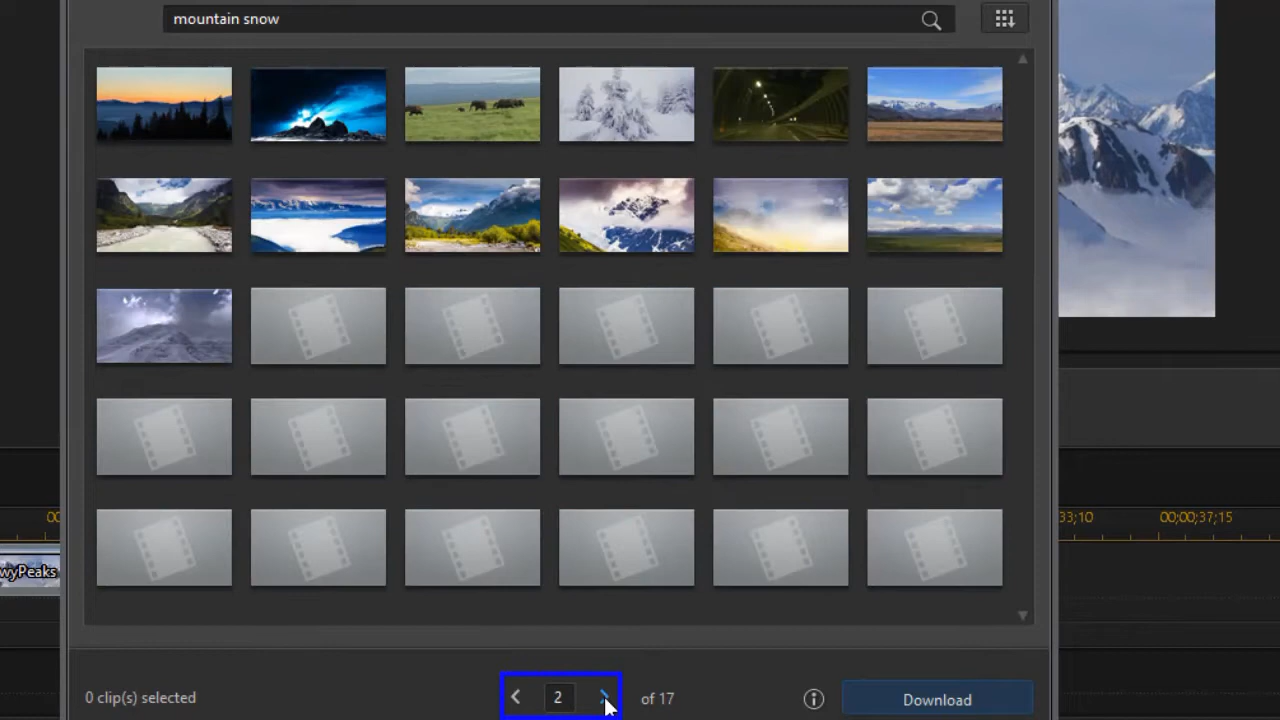 mountain snow
33;10
00;00;37;15
wyPeaks
0 clip(s) selected
2
of 17
Download